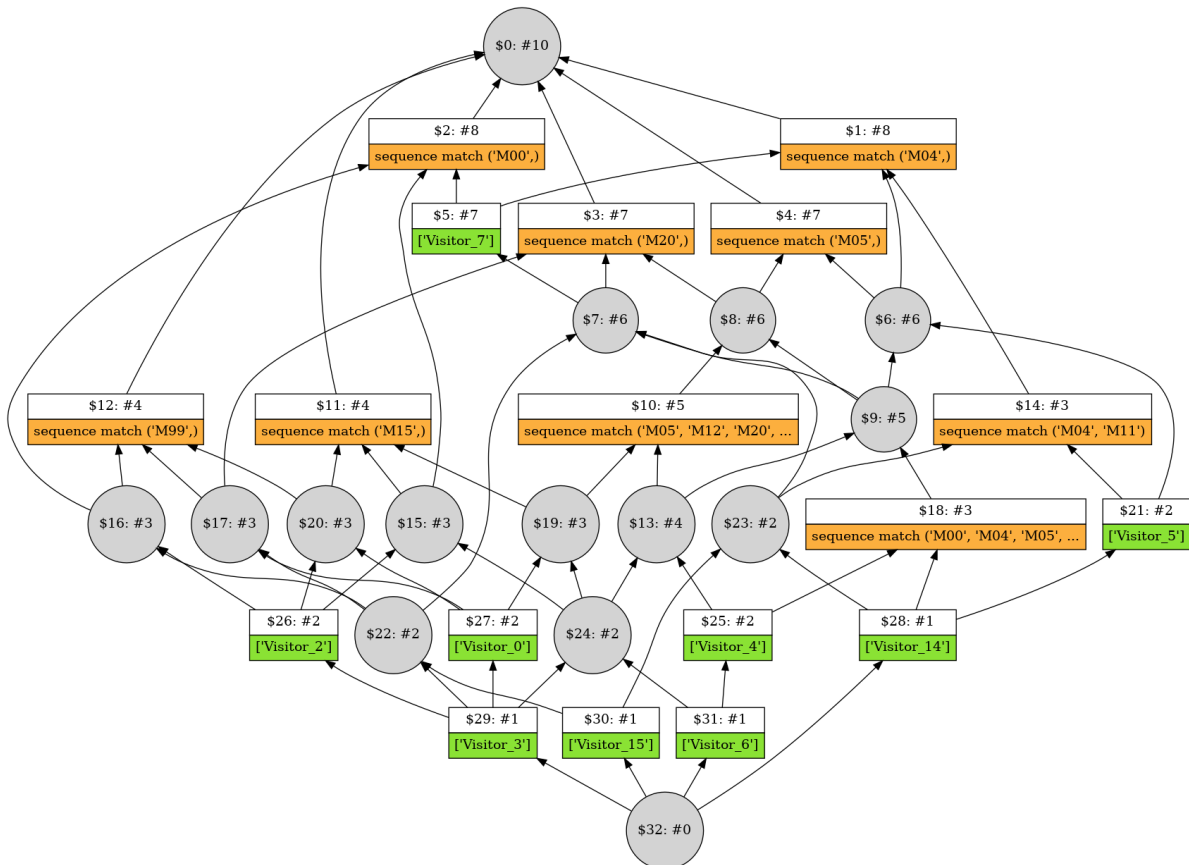 $0: #10
$2: #8
sequence match ('M00',)
$1: #8
sequence match ('M04',)
$5: #7
['Visitor_7']
$3: #7
sequence match ('M20',)
$4: #7
sequence match ('M05',)
$7: #6
$8: #6
$6: #6
$12: #4
sequence match ('M99',)
$11: #4
sequence match ('M15',)
$10: #5
sequence match ('M05', 'M12', 'M20', ...
$9: #5
$14: #3
sequence match ('M04', 'M11')
$16: #3
$17: #3
$20: #3
$15: #3
$19: #3
$13: #4
$23: #2
$18: #3
sequence match ('M00', 'M04', 'M05', ...
$21: #2
['Visitor_5']
$26: #2
['Visitor_2']
$22: #2
$27: #2
['Visitor_0']
$24: #2
$25: #2
['Visitor_4']
$28: #1
['Visitor_14']
$29: #1
['Visitor_3']
$30: #1
['Visitor_15']
$31: #1
['Visitor_6']
$32: #0